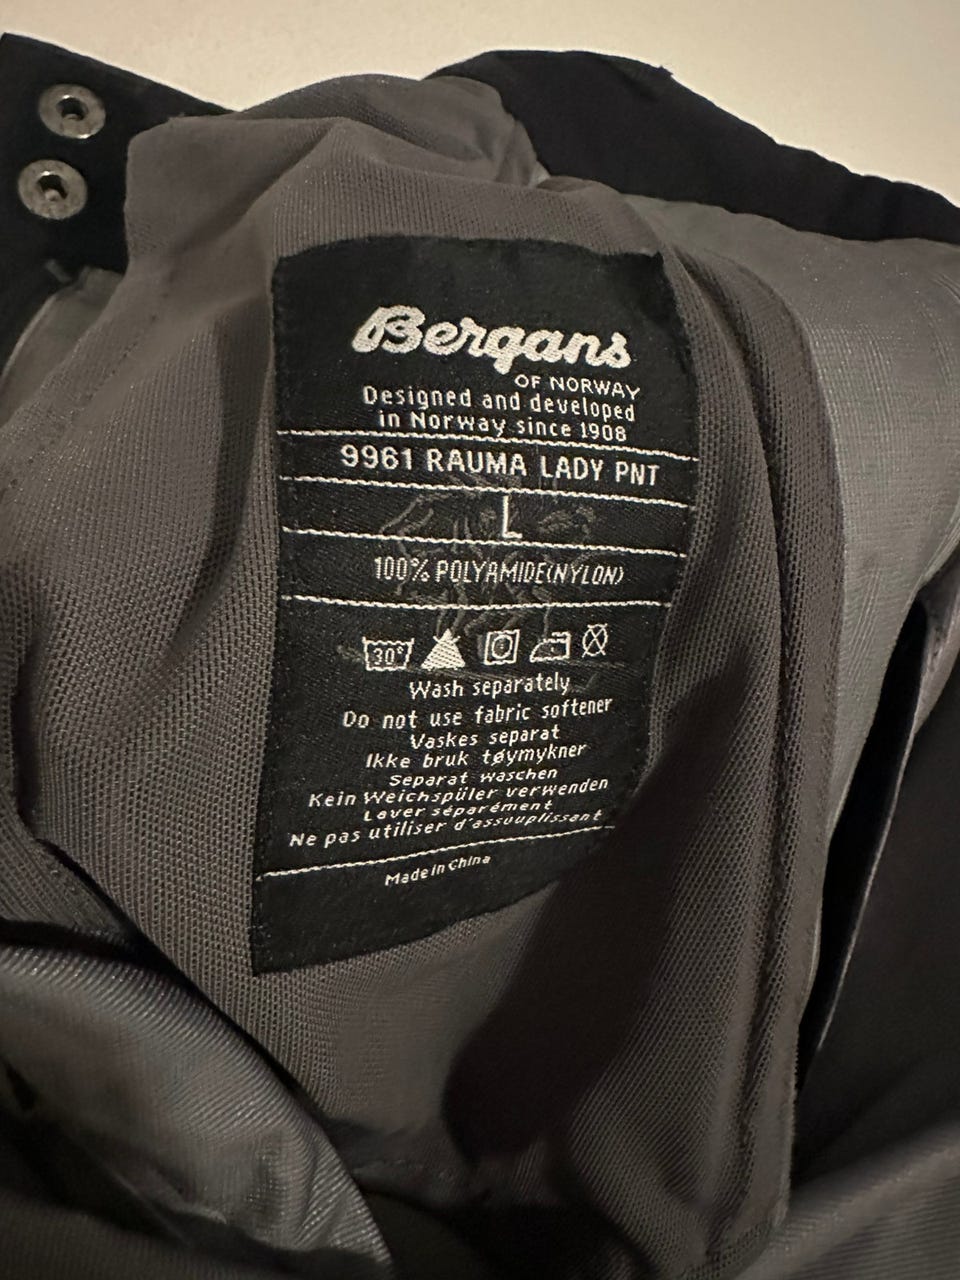 Bergans
OF NORWAY
Designed and developed
in Norway since 1908
9961 RAUMA LADY PNT
L
100% POLYAMIDE(NYLON)
30°
Wash separately
Do not use fabric softener
Vaskes separat
Ikke bruk tøymykner
Separat waschen
Kein Weichspüler verwenden
Laver séparément
Ne pas utiliser d'assouplissant
Made in China